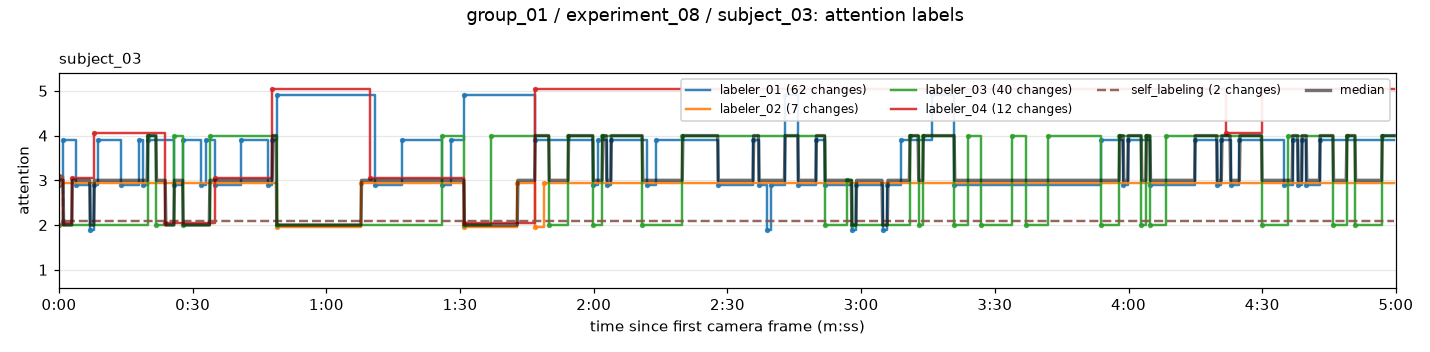 group_01 / experiment_08 / subject_03: attention labels
subject_03
labeler_01 (62 changes)
labeler_02 (7 changes)
labeler_03 (40 changes)
labeler_04 (12 changes)
self_labeling (2 changes)
median
attention
5
4
3
2
1
0:00 0:30 1:00 1:30 2:00 2:30 3:00 3:30 4:00 4:30 5:00
time since first camera frame (m:ss)